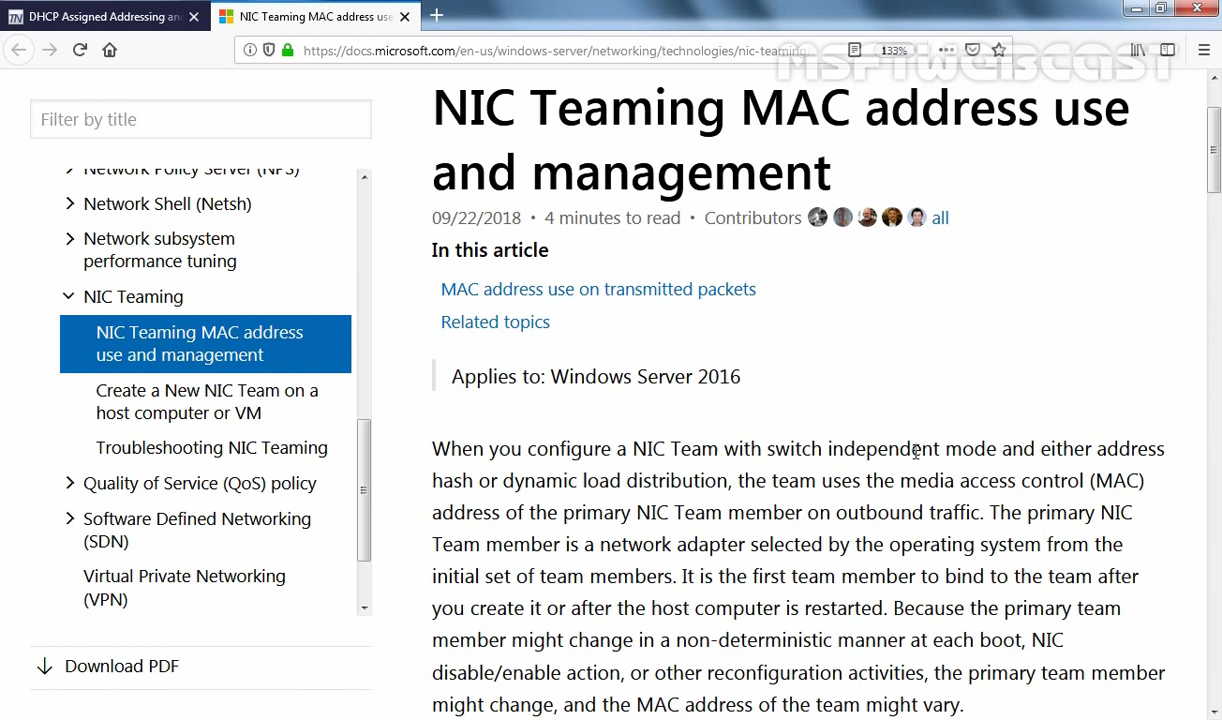 DHCP Assigned Addressing an
NIC Teaming MAC address use
https://docs.microsoft.com/en-us/windows-server/networking/technologies/nic-teaming
133%
MSFTWEBCAST
Filter by title
Network Policy Server (NPS)
Network Shell (Netsh)
Network subsystem
performance tuning
NIC Teaming
NIC Teaming MAC address
use and management
Create a New NIC Team on a
host computer or VM
Troubleshooting NIC Teaming
Quality of Service (QoS) policy
Software Defined Networking
(SDN)
Virtual Private Networking
(VPN)
Download PDF
NIC Teaming MAC address use
and management
09/22/2018 • 4 minutes to read • Contributors all
In this article
MAC address use on transmitted packets
Related topics
Applies to: Windows Server 2016
When you configure a NIC Team with switch independent mode and either address
hash or dynamic load distribution, the team uses the media access control (MAC)
address of the primary NIC Team member on outbound traffic. The primary NIC
Team member is a network adapter selected by the operating system from the
initial set of team members. It is the first team member to bind to the team after
you create it or after the host computer is restarted. Because the primary team
member might change in a non-deterministic manner at each boot, NIC
disable/enable action, or other reconfiguration activities, the primary team member
might change, and the MAC address of the team might vary.